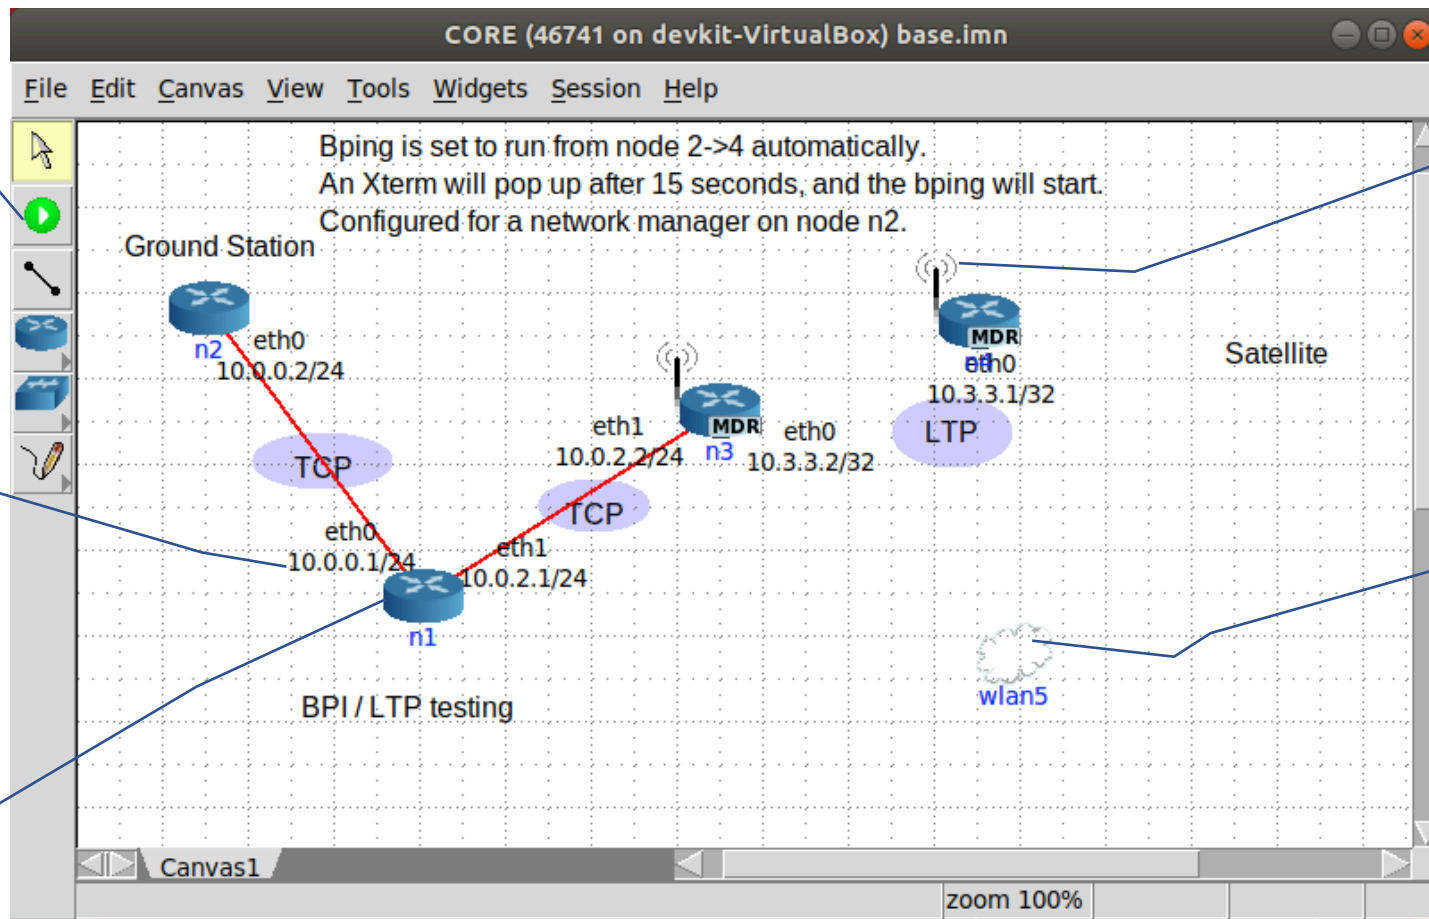 CORE (46741 on devkit-VirtualBox) base.imn
File Edit Canvas View Tools Widgets Session Help
Bping is set to run from node 2->4 automatically.
An Xterm will pop up after 15 seconds, and the bping will start.
Configured for a network manager on node n2.
Ground Station
n2
eth0
10.0.0.2/24
TCP
eth0
10.0.0.1/24
n1
eth1
10.0.2.1/24
TCP
eth1
10.0.2.2/24
MDR
n3
eth0
10.3.3.2/32
MDR
n4
eth0
10.3.3.1/32
LTP
Satellite
wlan5
BPI / LTP testing
Canvas1
zoom 100%